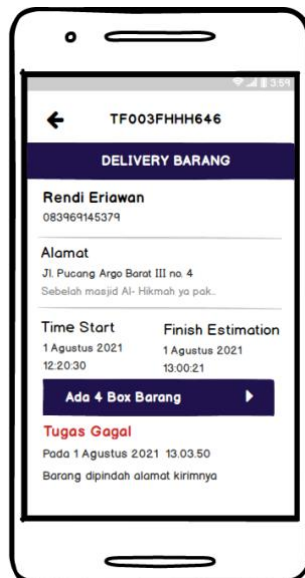 3:59
TF003FHHH646
DELIVERY BARANG
Rendi Eriawan
083969145379
Alamat
Jl. Pucang Argo Barat III no. 4
Sebelah masjid Al- Hikmah ya pak..
Time Start
Finish Estimation
1 Agustus 2021
1 Agustus 2021
12:20:30
13:00:21
Ada 4 Box Barang
Tugas Gagal
Pada 1 Agustus 2021 13.03.50
Barang dipindah alamat kirimnya